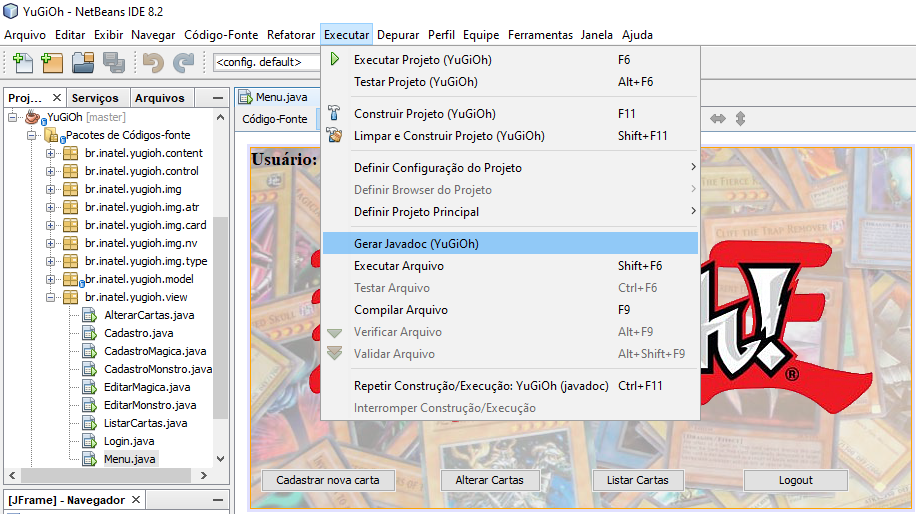 YuGiOh - NetBeans IDE 8.2
Arquivo Editar Exibir Navegar Código-Fonte Refatorar Executar Depurar Perfil Equipe Ferramentas Janela Ajuda
<config. default>
Proj... Serviços Arquivos
YuGiOh [master]
Pacotes de Códigos-fonte
br.inatel.yugioh.content
br.inatel.yugioh.control
br.inatel.yugioh.img
br.inatel.yugioh.img.atr
br.inatel.yugioh.img.card
br.inatel.yugioh.img.nv
br.inatel.yugioh.img.type
br.inatel.yugioh.model
br.inatel.yugioh.view
AlterarCartas.java
Cadastro.java
CadastroMagica.java
CadastroMonstro.java
EditarMagica.java
EditarMonstro.java
ListarCartas.java
Login.java
Menu.java
[JFrame] - Navegador
Menu.java
Código-Fonte
Executar Projeto (YuGiOh) F6
Testar Projeto (YuGiOh) Alt+F6
Construir Projeto (YuGiOh) F11
Limpar e Construir Projeto (YuGiOh) Shift+F11
Definir Configuração do Projeto
Definir Browser do Projeto
Definir Projeto Principal
Gerar Javadoc (YuGiOh)
Executar Arquivo Shift+F6
Testar Arquivo Ctrl+F6
Compilar Arquivo F9
Verificar Arquivo Alt+F9
Validar Arquivo Alt+Shift+F9
Repetir Construção/Execução: YuGiOh (javadoc) Ctrl+F11
Interromper Construção/Execução
Usuário:
h!
®
Cadastrar nova carta
Alterar Cartas
Listar Cartas
Logout